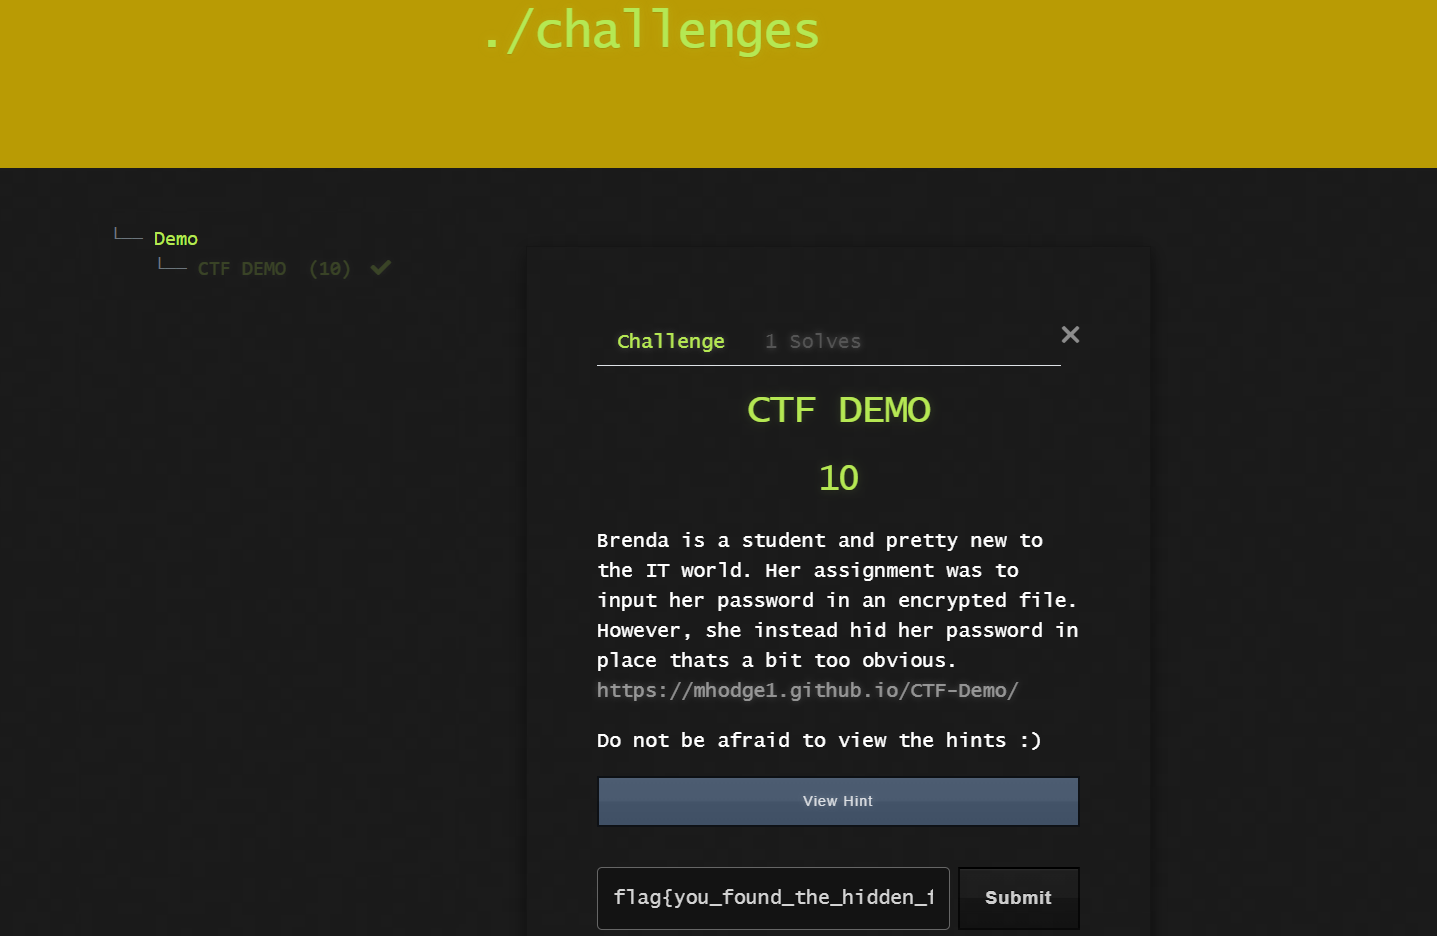 ./challenges
Demo
CTF DEMO (10)
Challenge 1 Solves
CTF DEMO
10
Brenda is a student and pretty new to
the IT world. Her assignment was to
input her password in an encrypted file.
However, she instead hid her password in
place thats a bit too obvious.
https://mhodge1.github.io/CTF-Demo/
Do not be afraid to view the hints :)
View Hint
flag{you_found_the_hidden_f
Submit